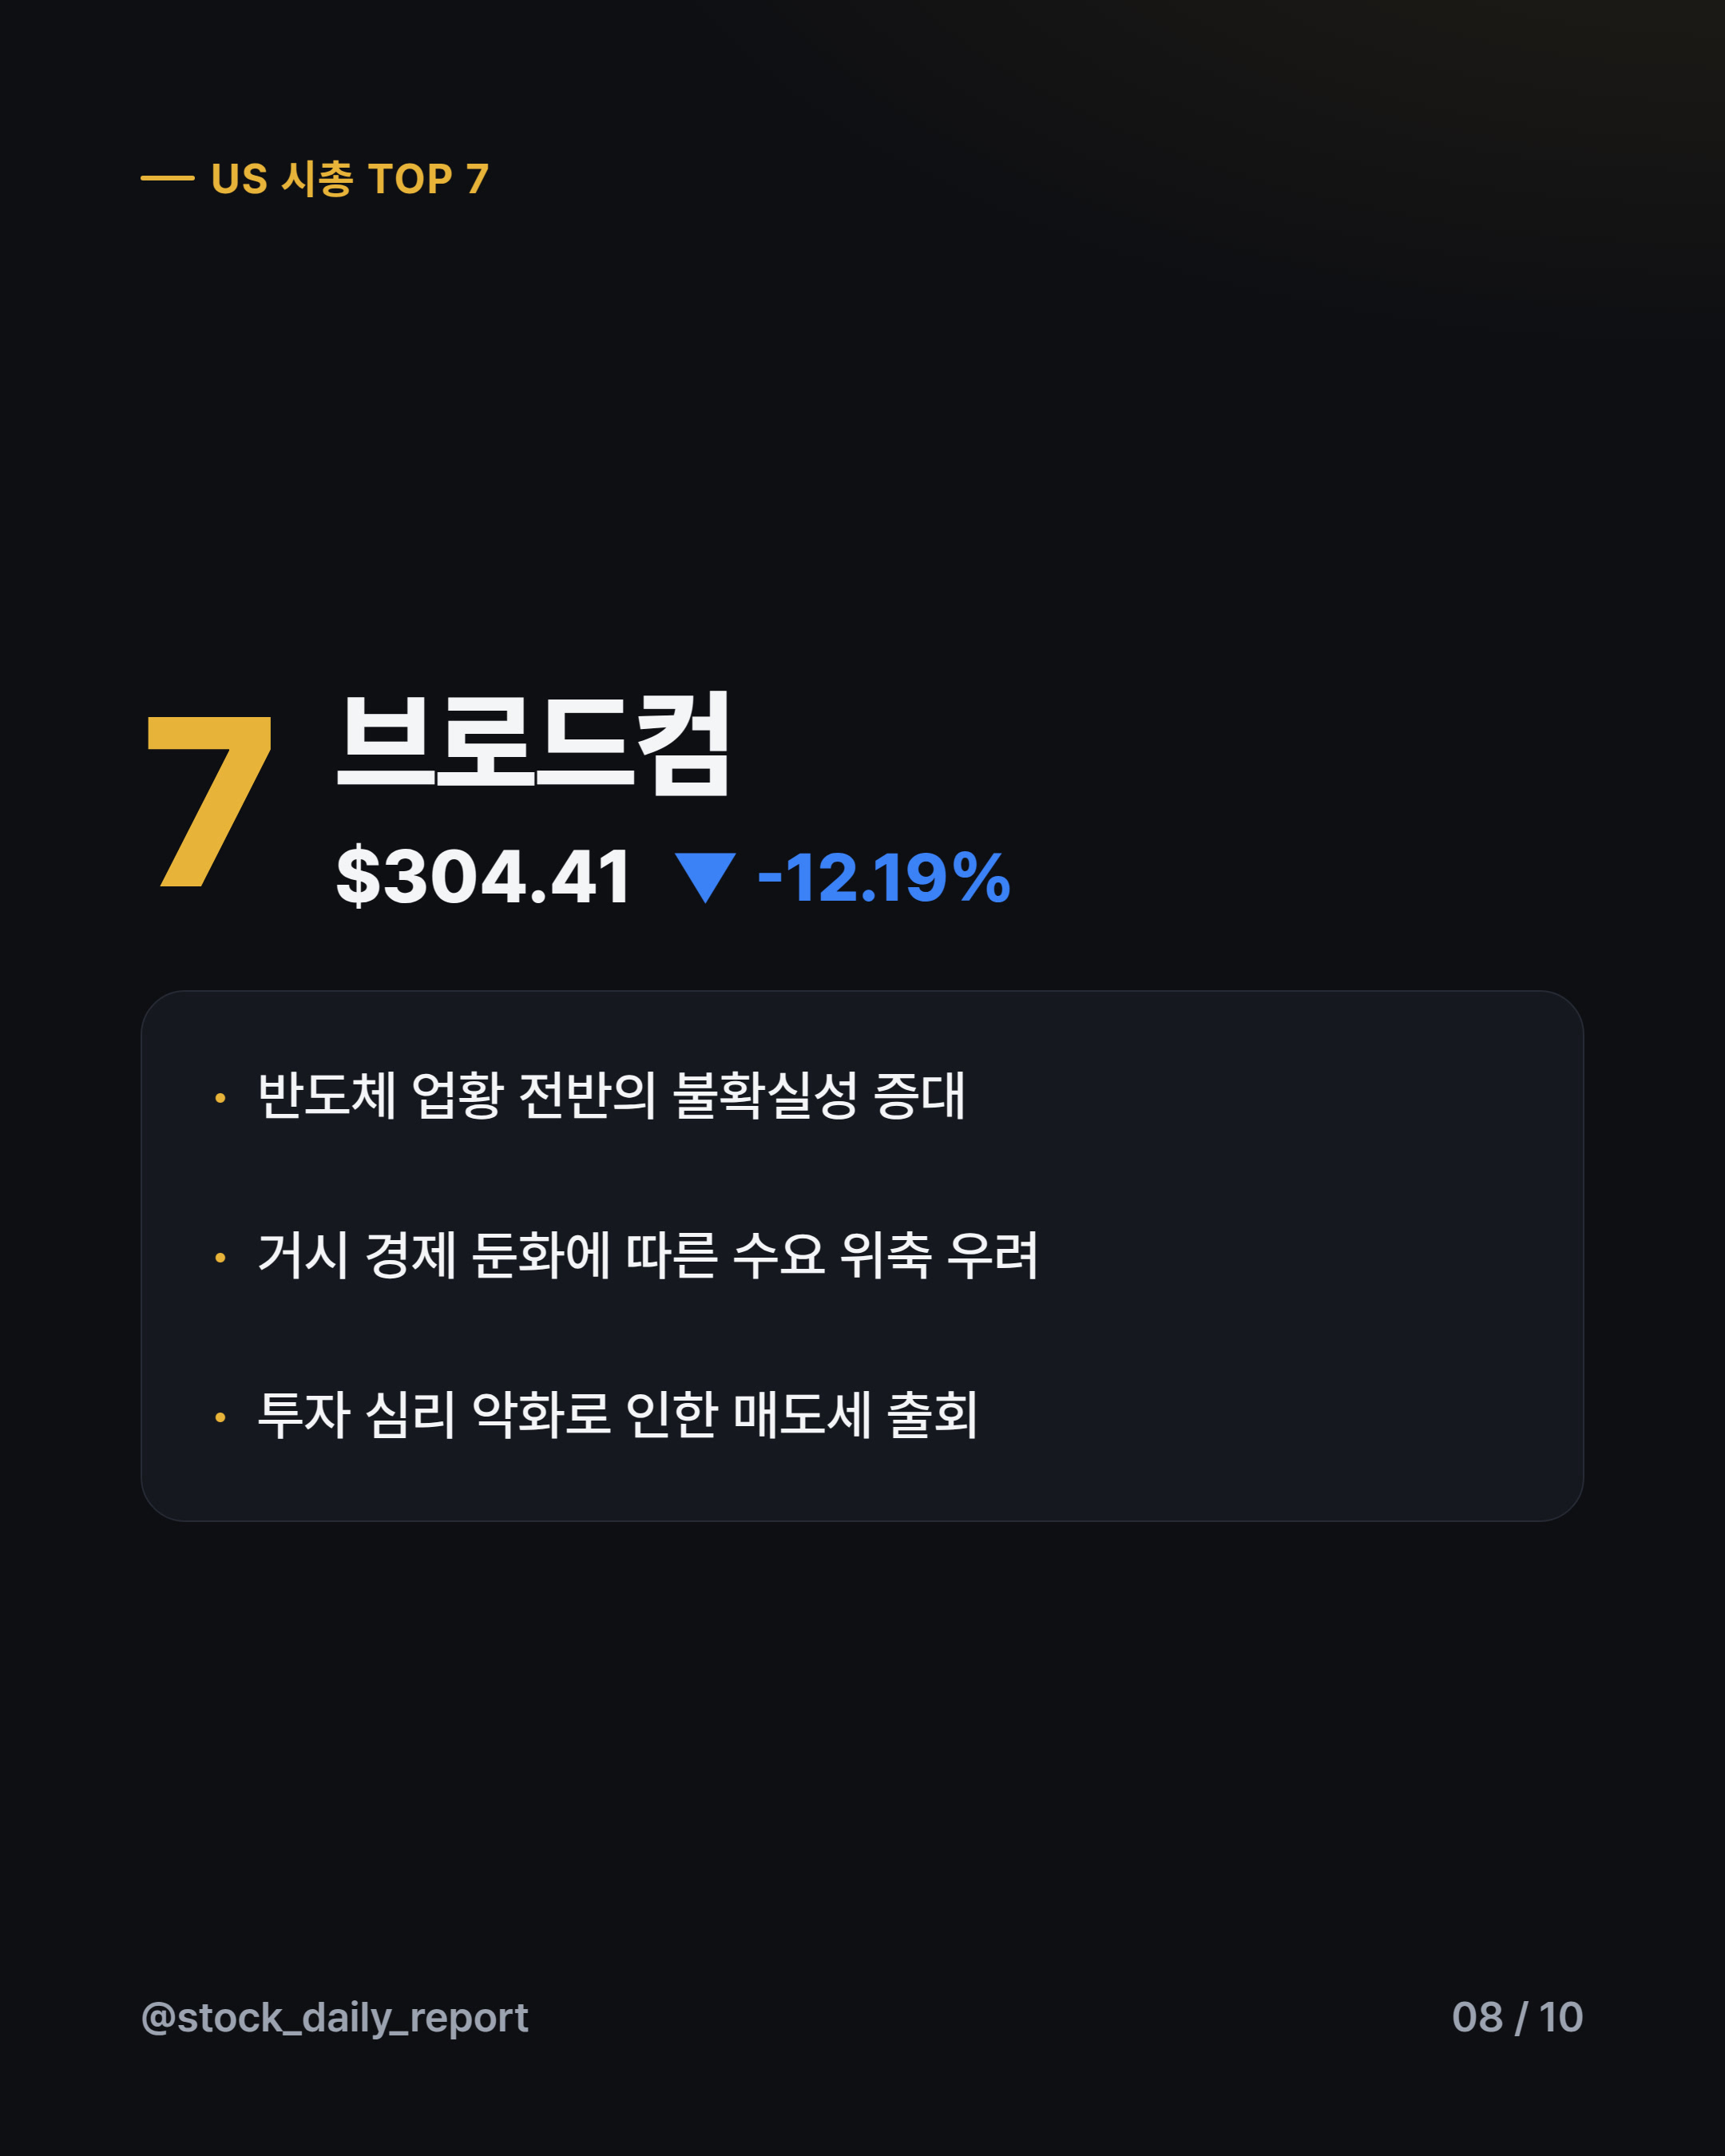 US 시총 TOP 7
7
브로드컴
$304.41 ▼ -12.19%
• 반도체 업황 전반의 불확실성 증대
• 거시 경제 둔화에 따른 수요 위축 우려
• 투자 심리 악화로 인한 매도세 출회
@stock_daily_report
08 / 10